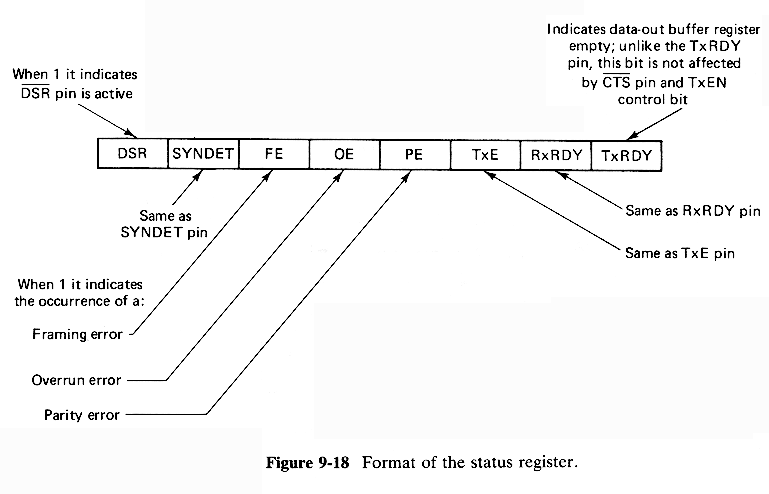 Indicates data-out buffer register
empty; unlike the TxRDY
pin, this bit is not affected
by C̅T̅S̅ pin and TxEN
control bit
When 1 it indicates
D̅S̅R̅ pin is active
DSR SYNDET FE OE PE TxE RxRDY TxRDY
Same as
SYNDET pin
Same as RxRDY pin
Same as TxE pin
When 1 it indicates
the occurrence of a:
Framing error
Overrun error
Parity error
Figure 9-18 Format of the status register.